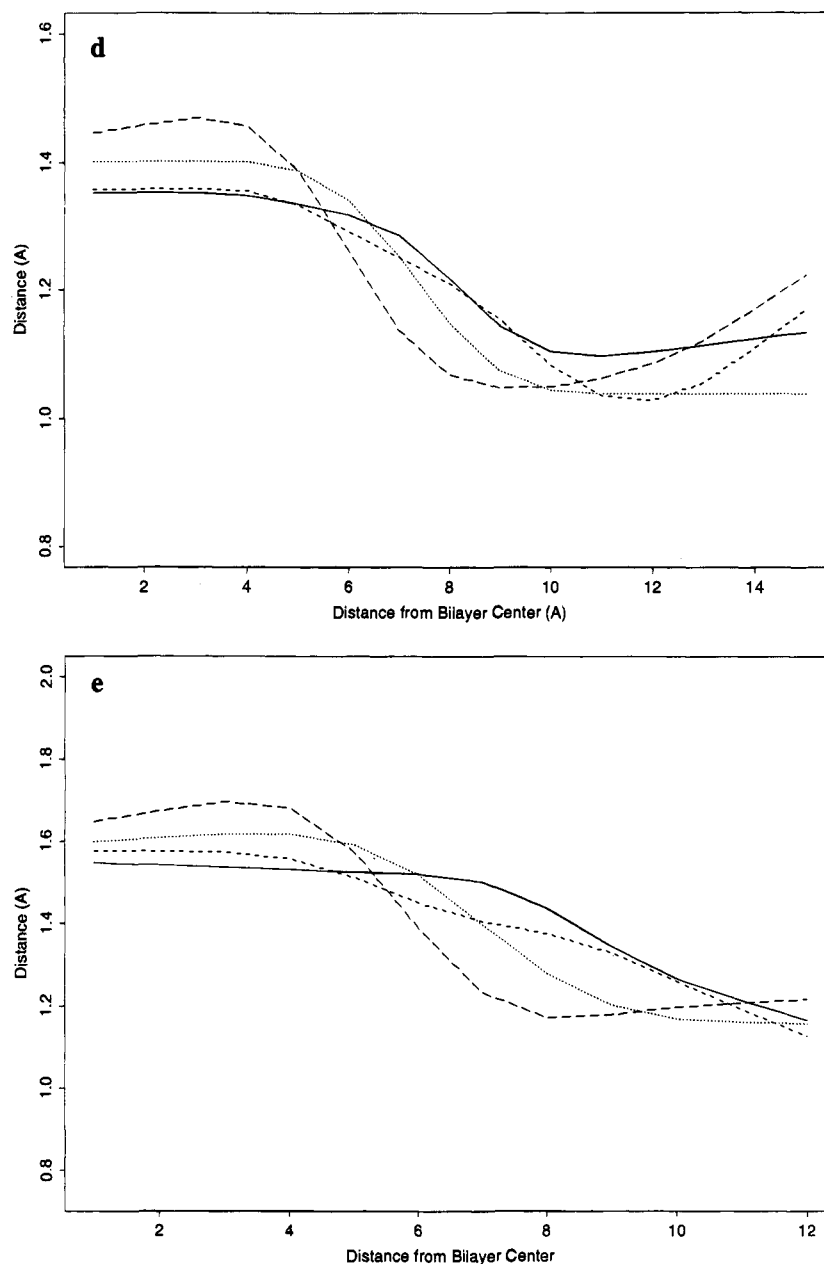 d
1.6
1.4
1.2
1.0
0.8
Distance (A)
2 4 6 8 10 12 14
Distance from Bilayer Center (A)
e
2.0
1.8
1.6
1.4
1.2
1.0
0.8
Distance (A)
2 4 6 8 10 12
Distance from Bilayer Center